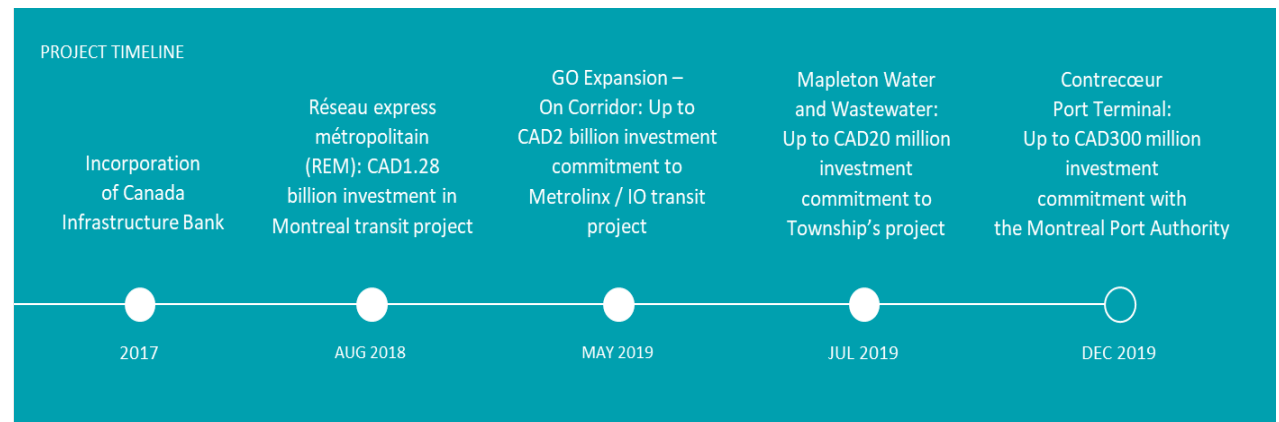 PROJECT TIMELINE
Incorporation
of Canada
Infrastructure Bank
Réseau express
métropolitain
(REM): CAD1.28
billion investment in
Montreal transit project
GO Expansion –
On Corridor: Up to
CAD2 billion investment
commitment to
Metrolinx / IO transit
project
Mapleton Water
and Wastewater:
Up to CAD20 million
investment
commitment to
Township’s project
Contrecœur
Port Terminal:
Up to CAD300 million
investment
commitment with
the Montreal Port Authority
2017
AUG 2018
MAY 2019
JUL 2019
DEC 2019